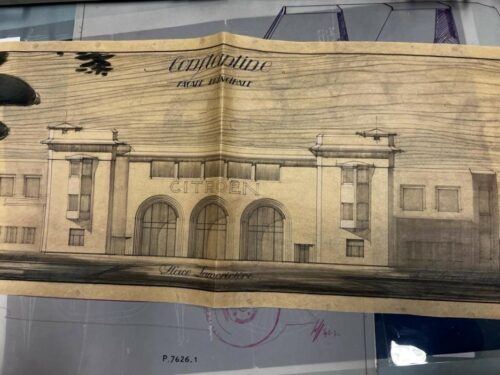 Constantine
FAÇADE PRINCIPALE
CITROËN
Place Lamoricière
P.7626.1